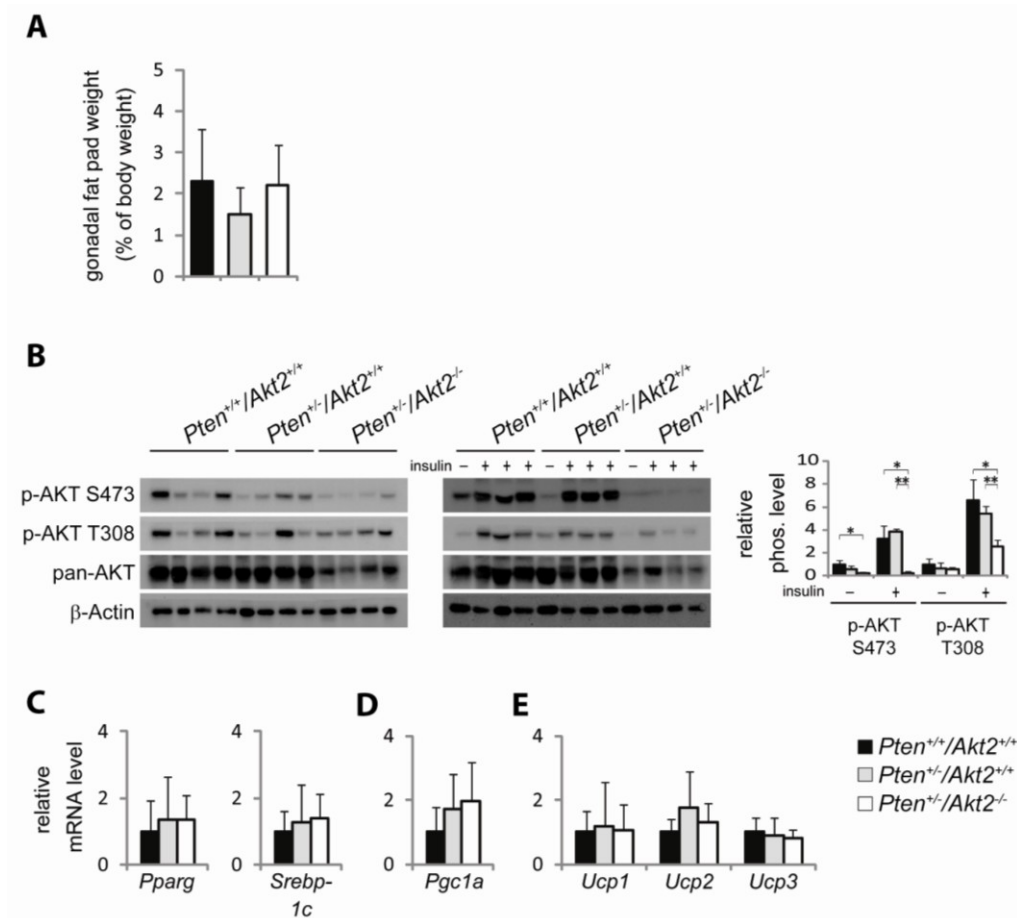 A
gonadal fat pad weight
(% of body weight)
5
4
3
2
1
0
B
Pten+/+/Akt2+/+
Pten+/-/Akt2+/+
Pten+/-/Akt2-/-
Pten+/+/Akt2+/+
Pten+/-/Akt2+/+
Pten+/-/Akt2-/-
insulin – + + + – + + + – + + +
p-AKT S473
p-AKT T308
pan-AKT
β-Actin
relative
phos. level
10
8
6
4
2
0
* * ** * **
insulin – + – +
p-AKT
S473
p-AKT
T308
C
relative
mRNA level
4
2
0
Pparg
4
2
0
Srebp-
1c
D
4
2
0
Pgc1a
E
4
2
0
Ucp1 Ucp2 Ucp3
Pten+/+/Akt2+/+
Pten+/-/Akt2+/+
Pten+/-/Akt2-/-